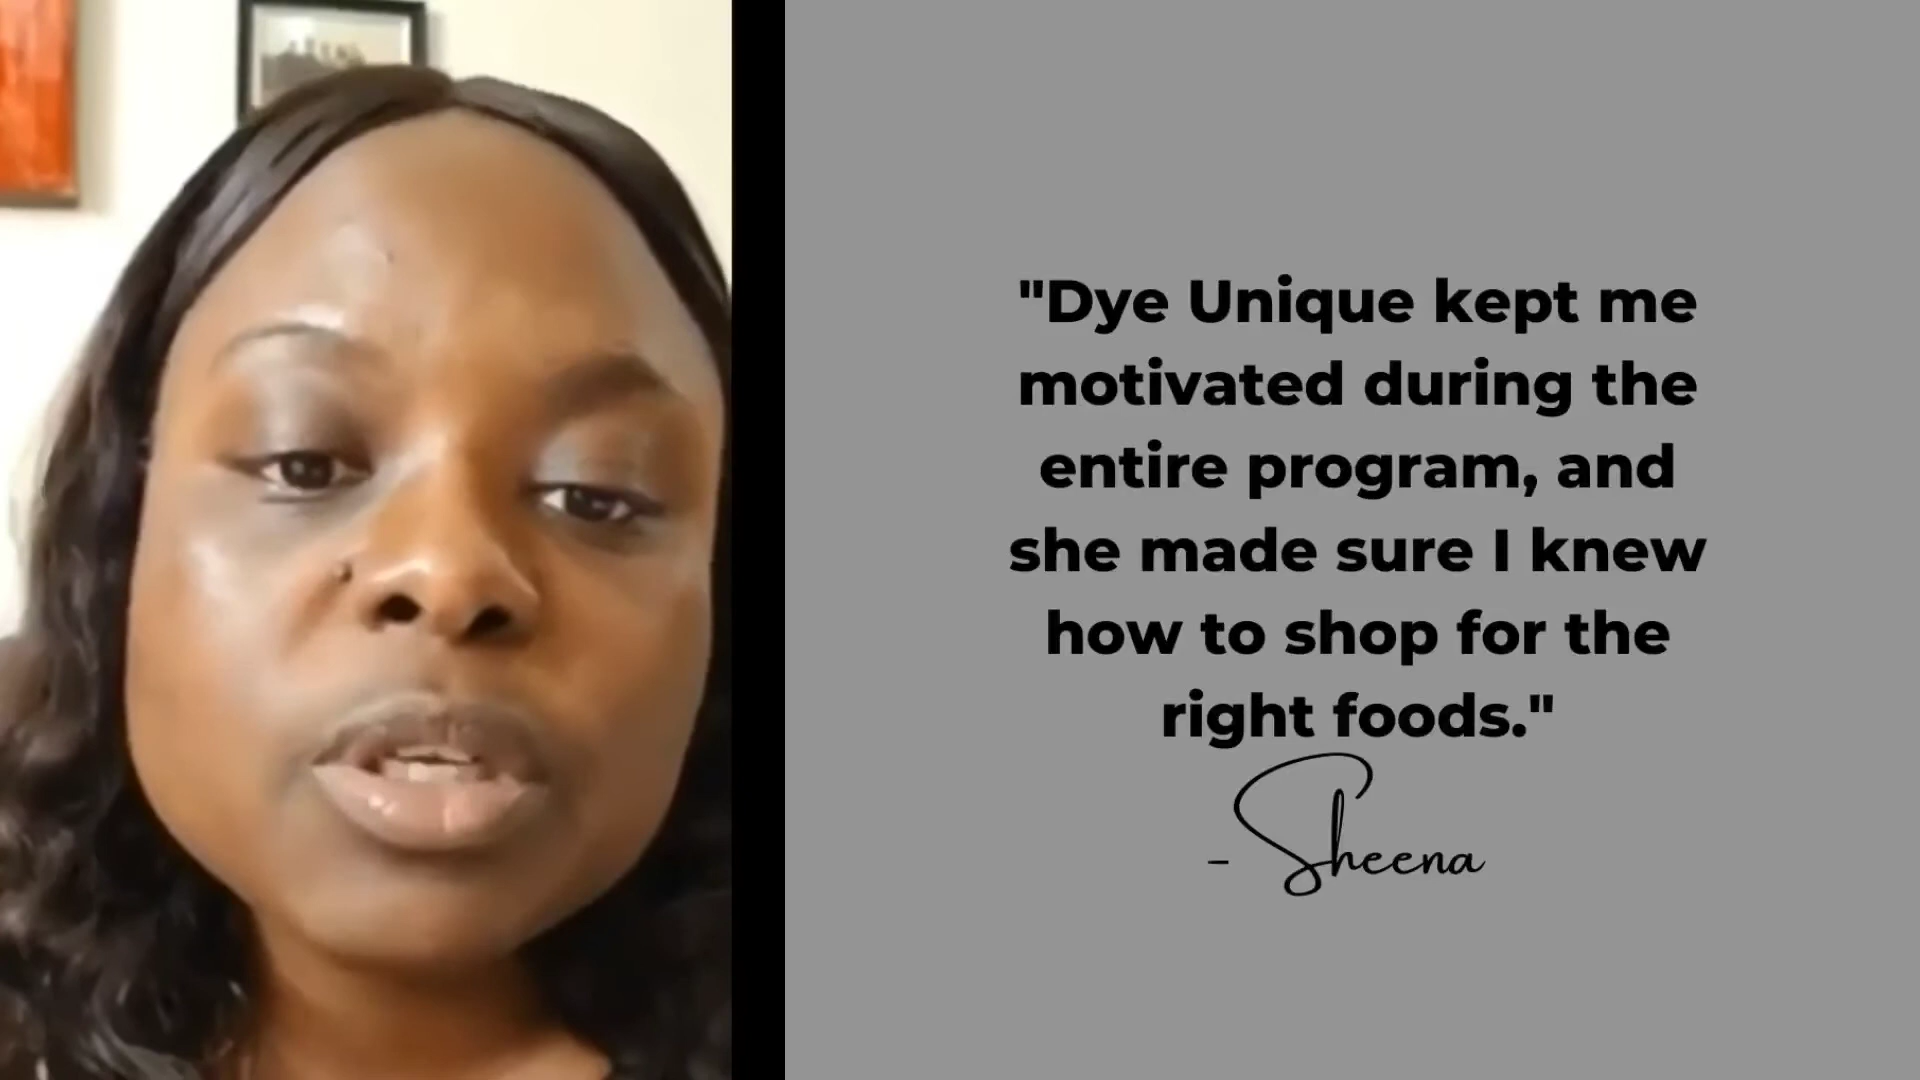 "Dye Unique kept me
motivated during the
entire program, and
she made sure I knew
how to shop for the
right foods."
- Sheena